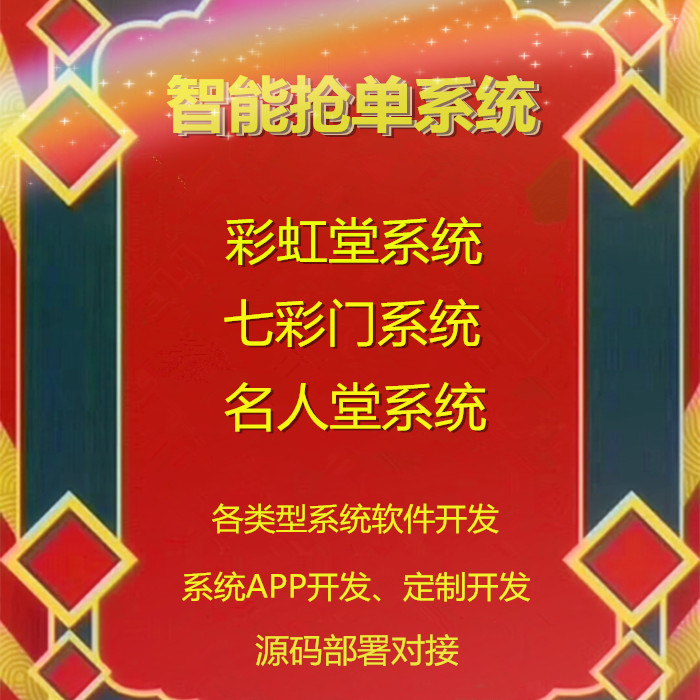 智能抢单系统
彩虹堂系统
七彩门系统
名人堂系统
各类型系统软件开发
系统APP开发、定制开发
源码部署对接